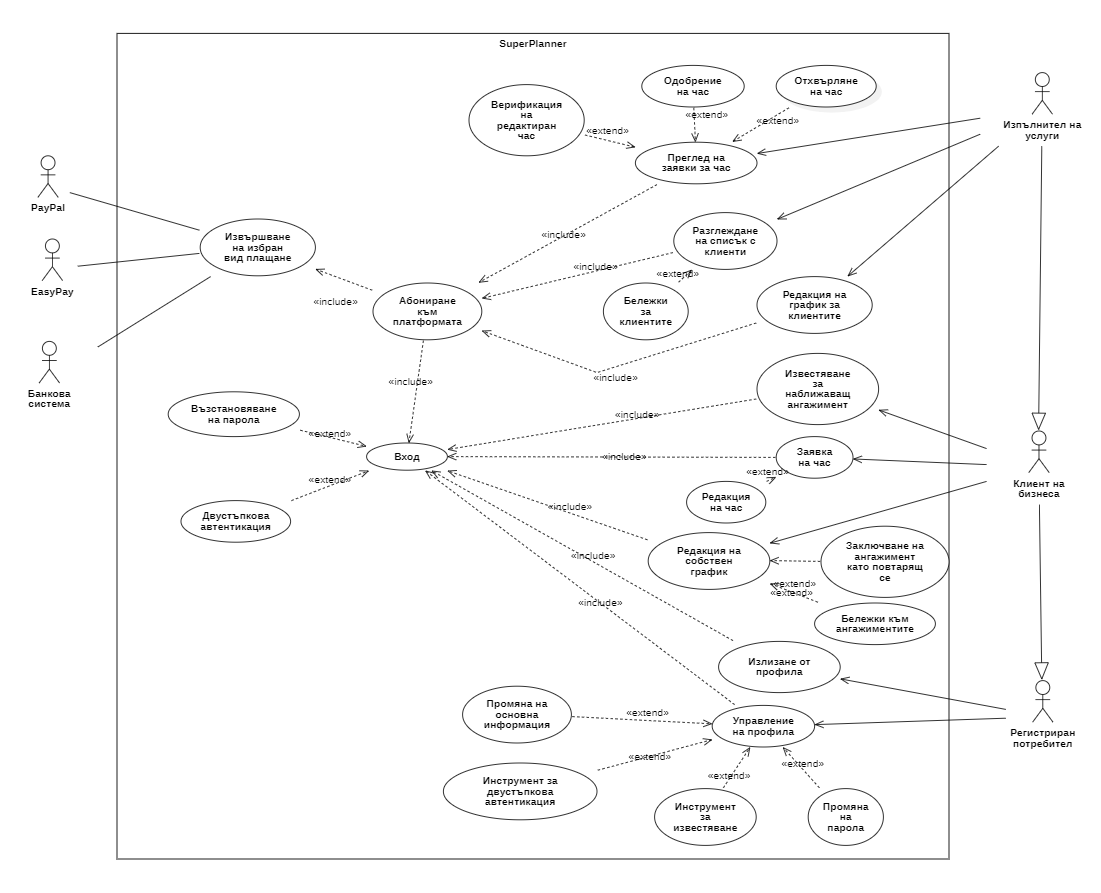 SuperPlanner
Одобрение
на час
Отхвърляне
на час
Верификация
на
редактиран
час
«extend»
«extend»
«extend»
Изпълнител на
услуги
Преглед на
заявки за час
PayPal
Извършване
на избран
вид плащане
Разглеждане
на списък с
клиенти
«include»
«include»
«extend»
EasyPay
«include»
Абониране
към
платформата
Бележки
за
клиентите
Редакция на
график за
клиентите
Банкова
система
«include»
«include»
Известяване
за
наближаващ
ангажимент
Възстановяване
на парола
«extend»
«include»
Вход
«include»
Заявка
на час
«extend»
Клиент на
бизнеса
«extend»
Редакция
на час
Двустъпкова
автентикация
«include»
«include»
Редакция на
собствен
график
Заключване на
ангажимент
като повтарящ
се
«extend»
«extend»
«include»
Бележки към
ангажиментите
Излизане от
профила
Промяна на
основна
информация
«extend»
Управление
на профила
Регистриран
потребител
«extend»
«extend»
«extend»
Инструмент за
двустъпкова
автентикация
Инструмент
за
известяване
Промяна
на
парола